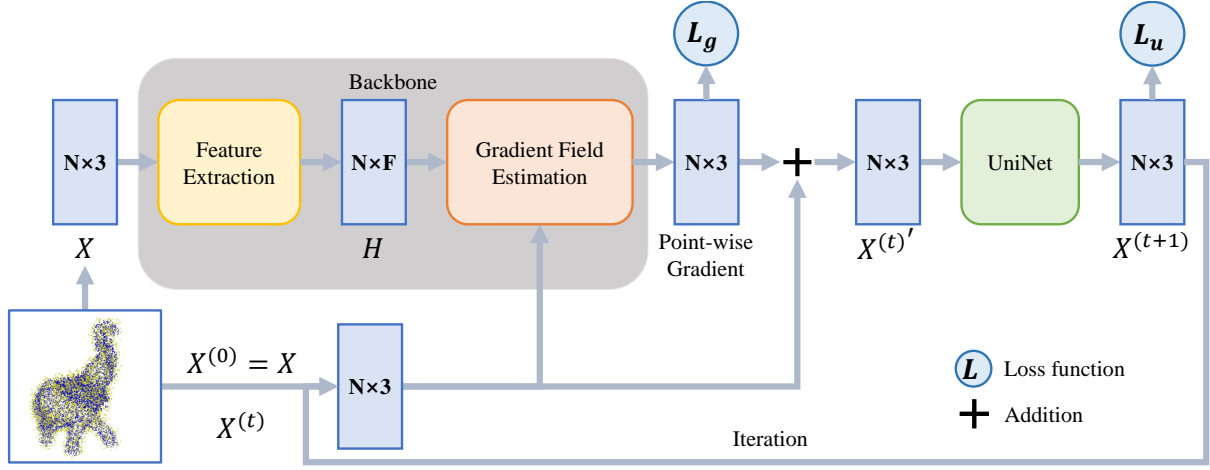 L_g
L_u
Backbone
N×3
Feature
Extraction
N×F
Gradient Field
Estimation
N×3
+
N×3
UniNet
N×3
X
H
Point-wise
Gradient
X^{(t)′}
X^{(t+1)}
X^{(0)} = X
N×3
X^{(t)}
L Loss function
+ Addition
Iteration